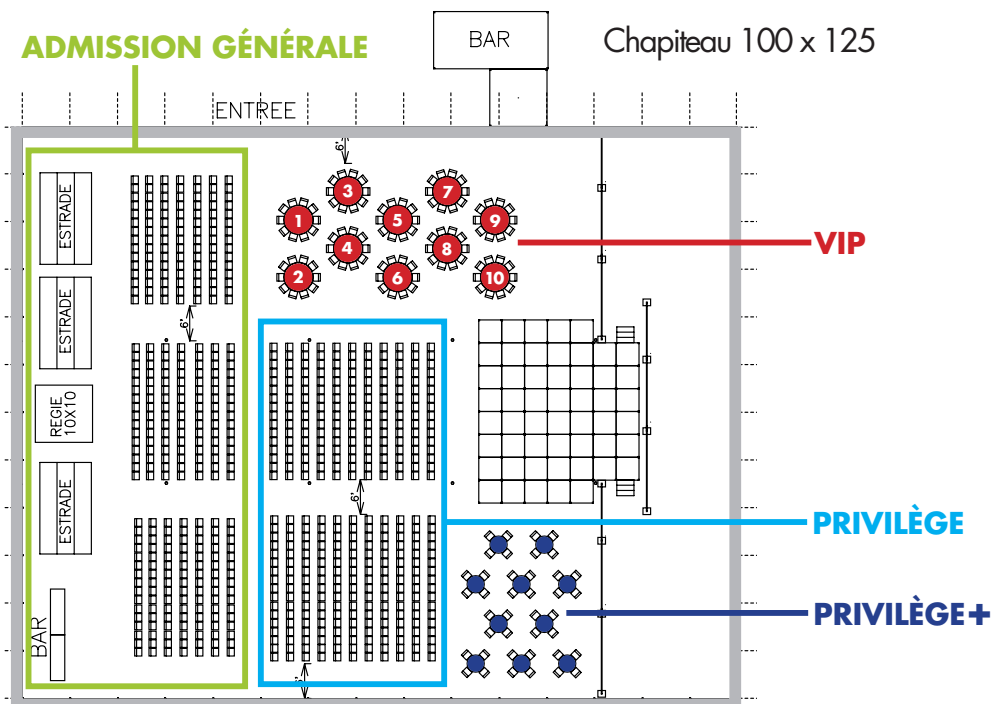 BAR
Chapiteau 100 x 125
ADMISSION GÉNÉRALE
ENTREE
6'
3
7
1
5
9
4
8
2
6
10
VIP
ESTRADE
ESTRADE
6'
REGIE
10X10
ESTRADE
6'
PRIVILÈGE
PRIVILÈGE+
BAR
6'